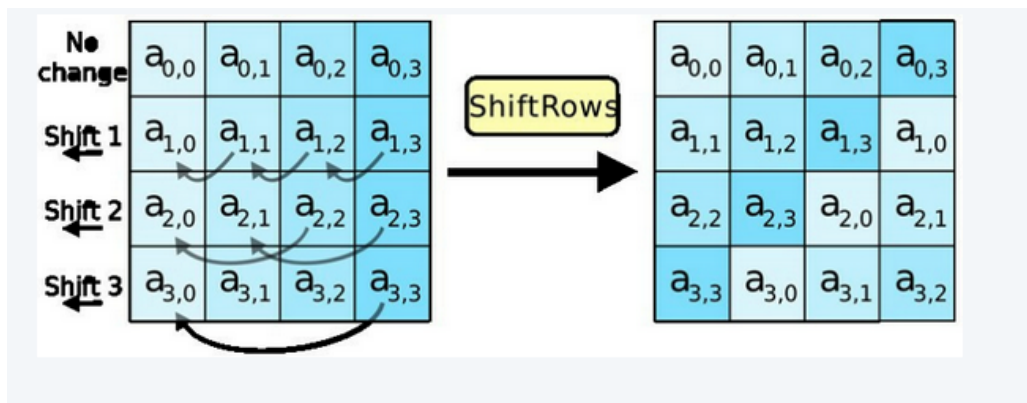 No change
a0,0 a0,1 a0,2 a0,3
Shift 1
a1,0 a1,1 a1,2 a1,3
Shift 2
a2,0 a2,1 a2,2 a2,3
Shift 3
a3,0 a3,1 a3,2 a3,3
ShiftRows
a0,0 a0,1 a0,2 a0,3
a1,1 a1,2 a1,3 a1,0
a2,2 a2,3 a2,0 a2,1
a3,3 a3,0 a3,1 a3,2